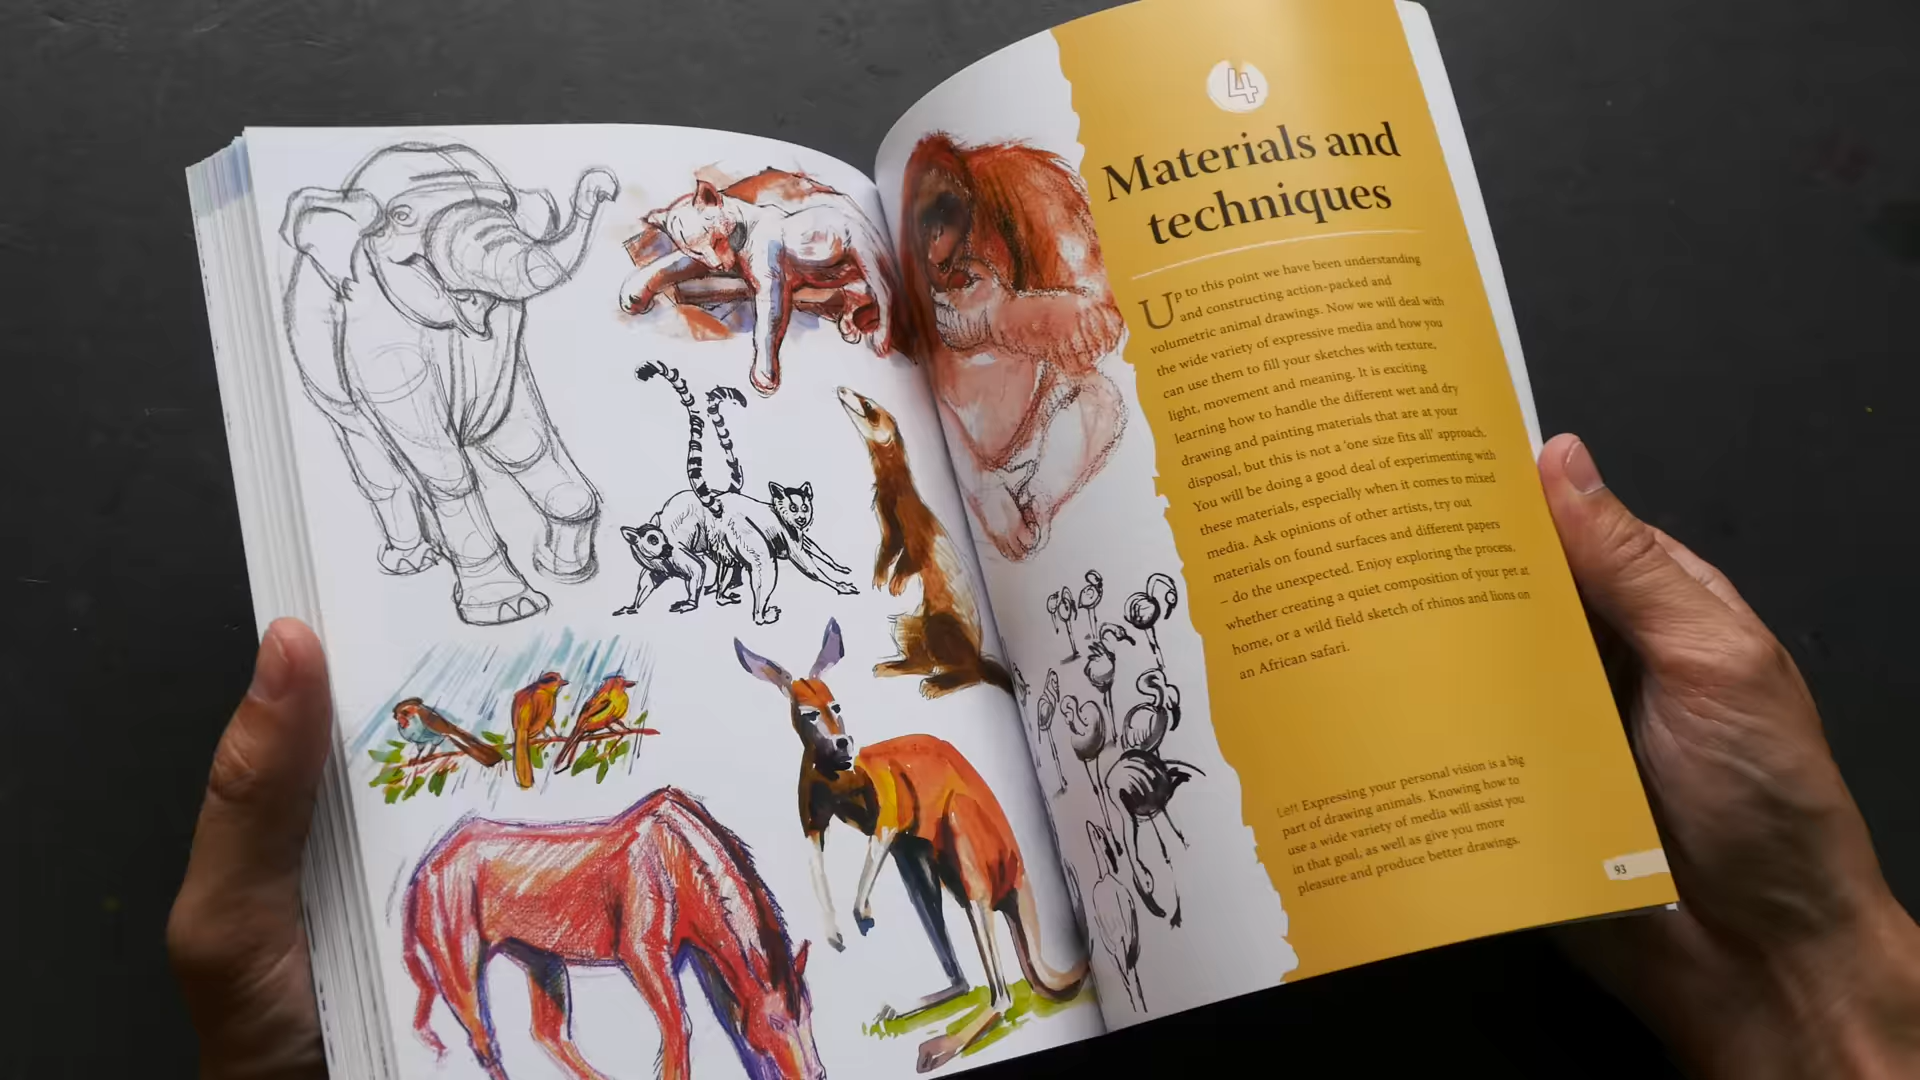 4
Materials and
techniques
Up to this point we have been understanding
and constructing action-packed and
volumetric animal drawings. Now we will deal with
the wide variety of expressive media and how you
can use them to fill your sketches with texture,
light, movement and meaning. It is exciting
learning how to handle the different wet and dry
drawing and painting materials that are at your
disposal, but this is not a 'one size fits all' approach.
You will be doing a good deal of experimenting with
these materials, especially when it comes to mixed
media. Ask opinions of other artists, try out
materials on found surfaces and different papers
– do the unexpected. Enjoy exploring the process,
whether creating a quiet composition of your pet at
home, or a wild field sketch of rhinos and lions on
an African safari.
Left Expressing your personal vision is a big
part of drawing animals. Knowing how to
use a wide variety of media will assist you
in that goal, as well as give you more
pleasure and produce better drawings.
93